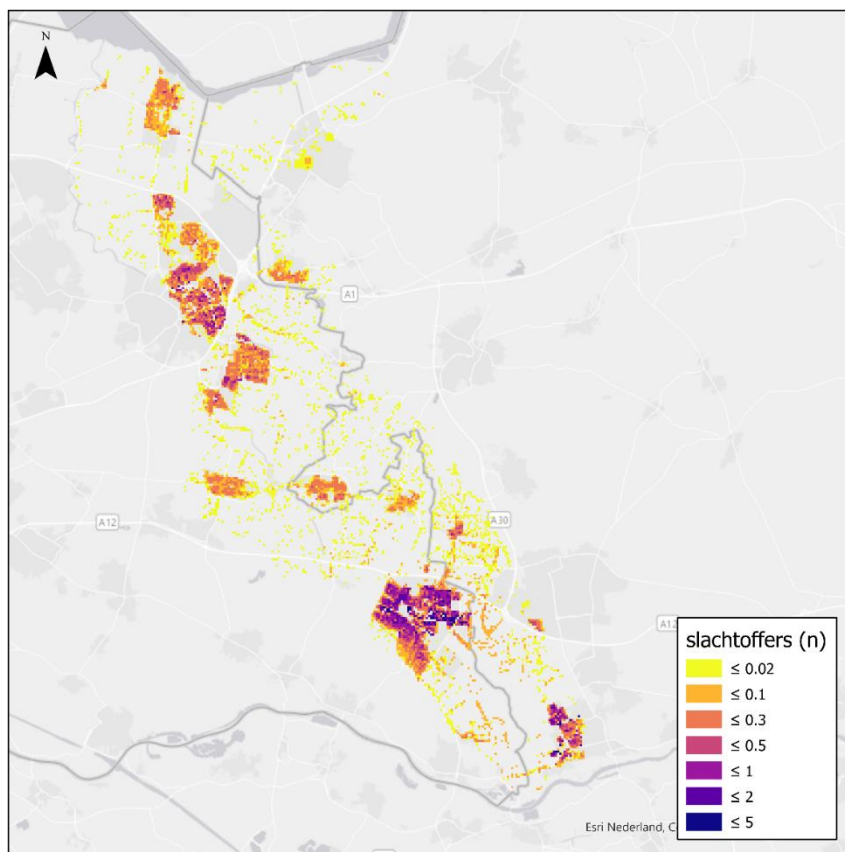 N
A1
A12
A30
A12
slachtoffers (n)
≤ 0.02
≤ 0.1
≤ 0.3
≤ 0.5
≤ 1
≤ 2
≤ 5
Esri Nederland, C